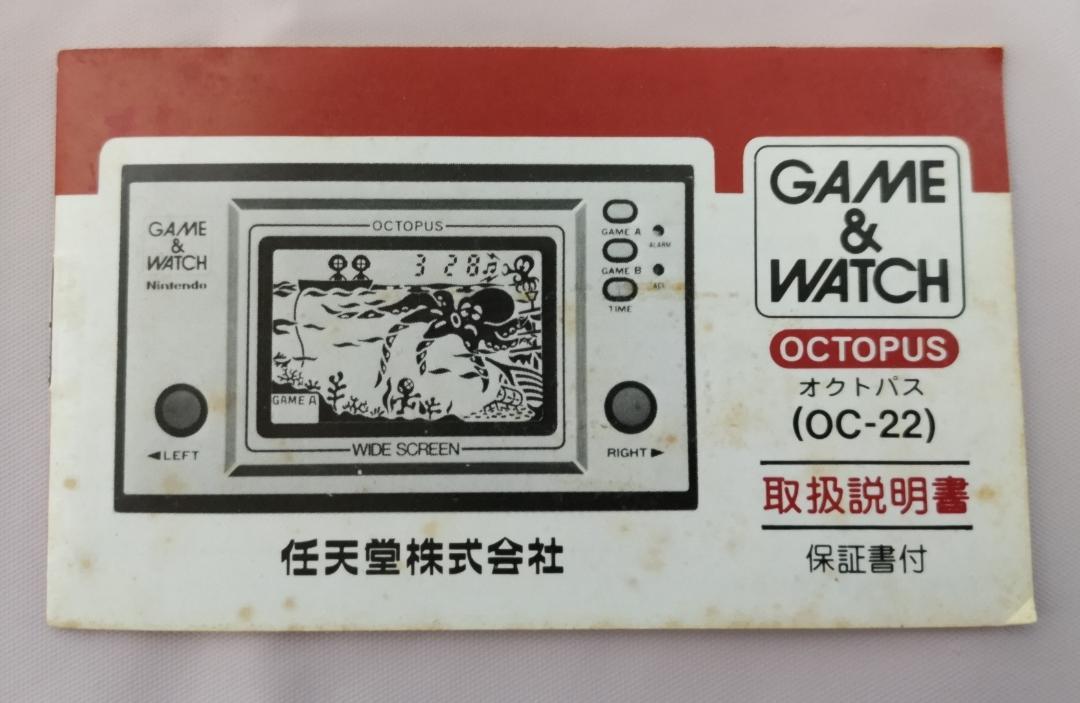 GAME
&
WATCH
Nintendo
OCTOPUS
3 28
GAME A
GAME A
ALARM
GAME B
ACL
TIME
◀LEFT
WIDE SCREEN
RIGHT▶
任天堂株式会社
GAME
&
WATCH
OCTOPUS
オクトパス
(OC-22)
取扱説明書
保証書付